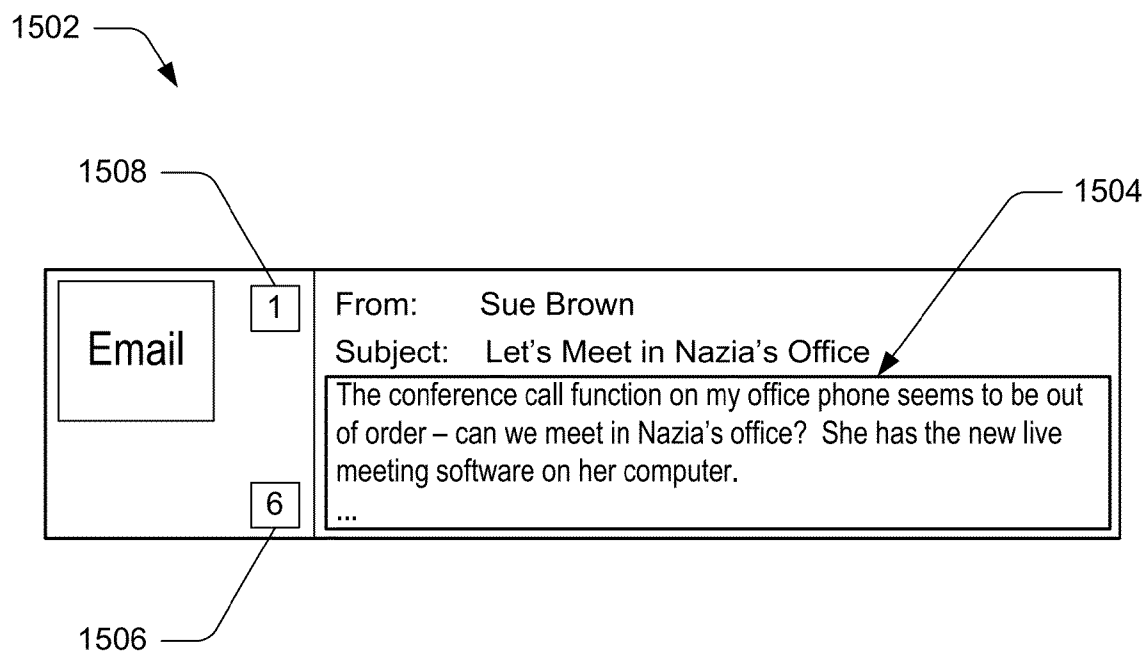 1502
1508
1504
1
From: Sue Brown
Email
Subject: Let's Meet in Nazia's Office
The conference call function on my office phone seems to be out
of order – can we meet in Nazia's office? She has the new live
meeting software on her computer.
6
...
1506